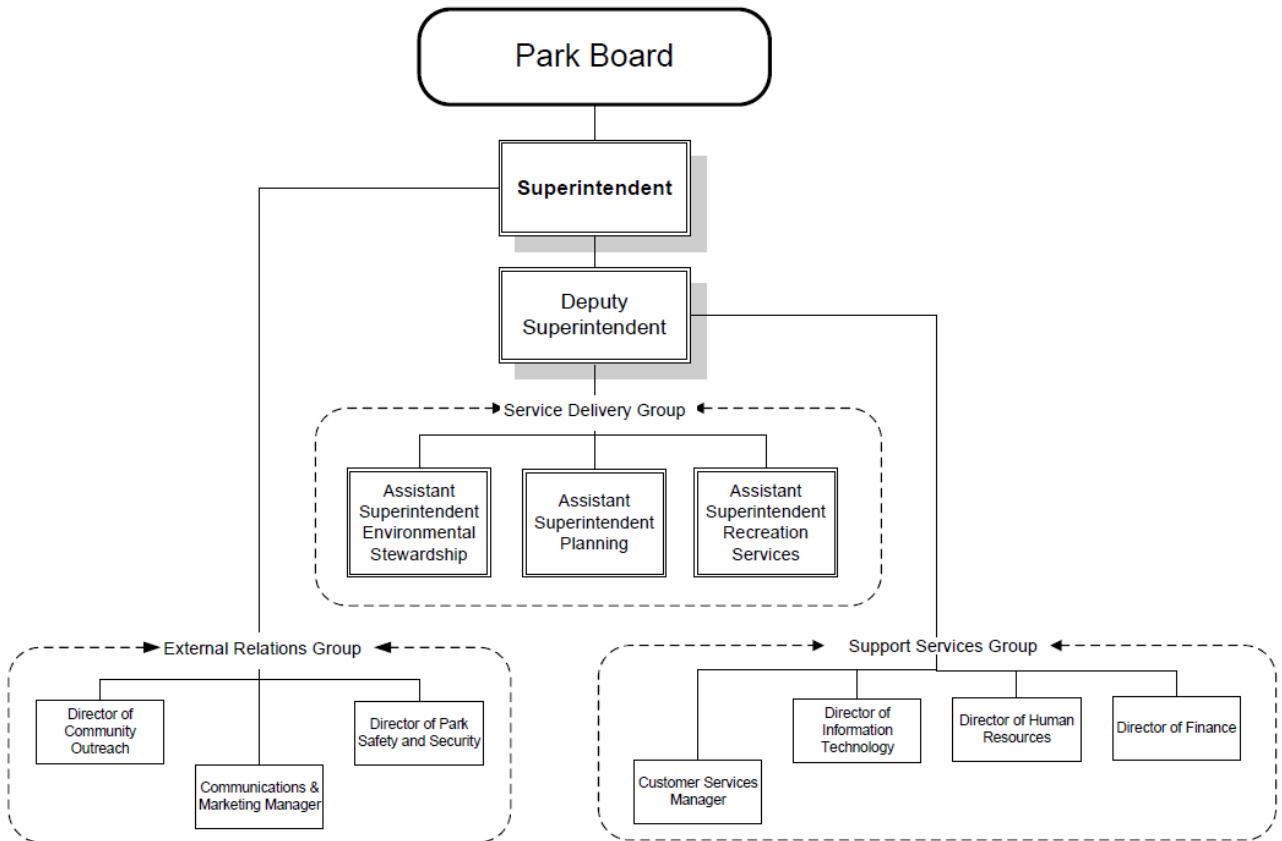 Park Board
Superintendent
Deputy
Superintendent
Service Delivery Group
Assistant
Superintendent
Environmental
Stewardship
Assistant
Superintendent
Planning
Assistant
Superintendent
Recreation
Services
External Relations Group
Director of
Community
Outreach
Communications &
Marketing Manager
Director of Park
Safety and Security
Support Services Group
Customer Services
Manager
Director of
Information
Technology
Director of Human
Resources
Director of Finance